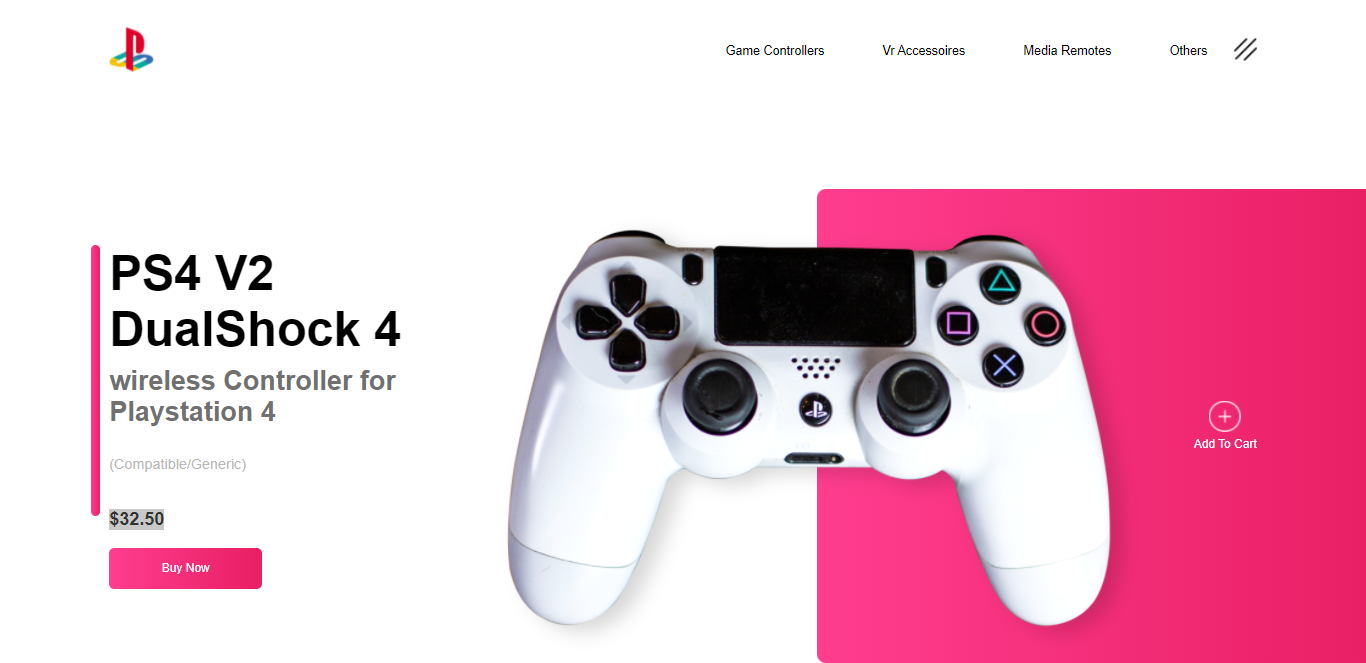 Game Controllers
Vr Accessoires
Media Remotes
Others
PS4 V2
DualShock 4
wireless Controller for
Playstation 4
(Compatible/Generic)
$32.50
Buy Now
Add To Cart